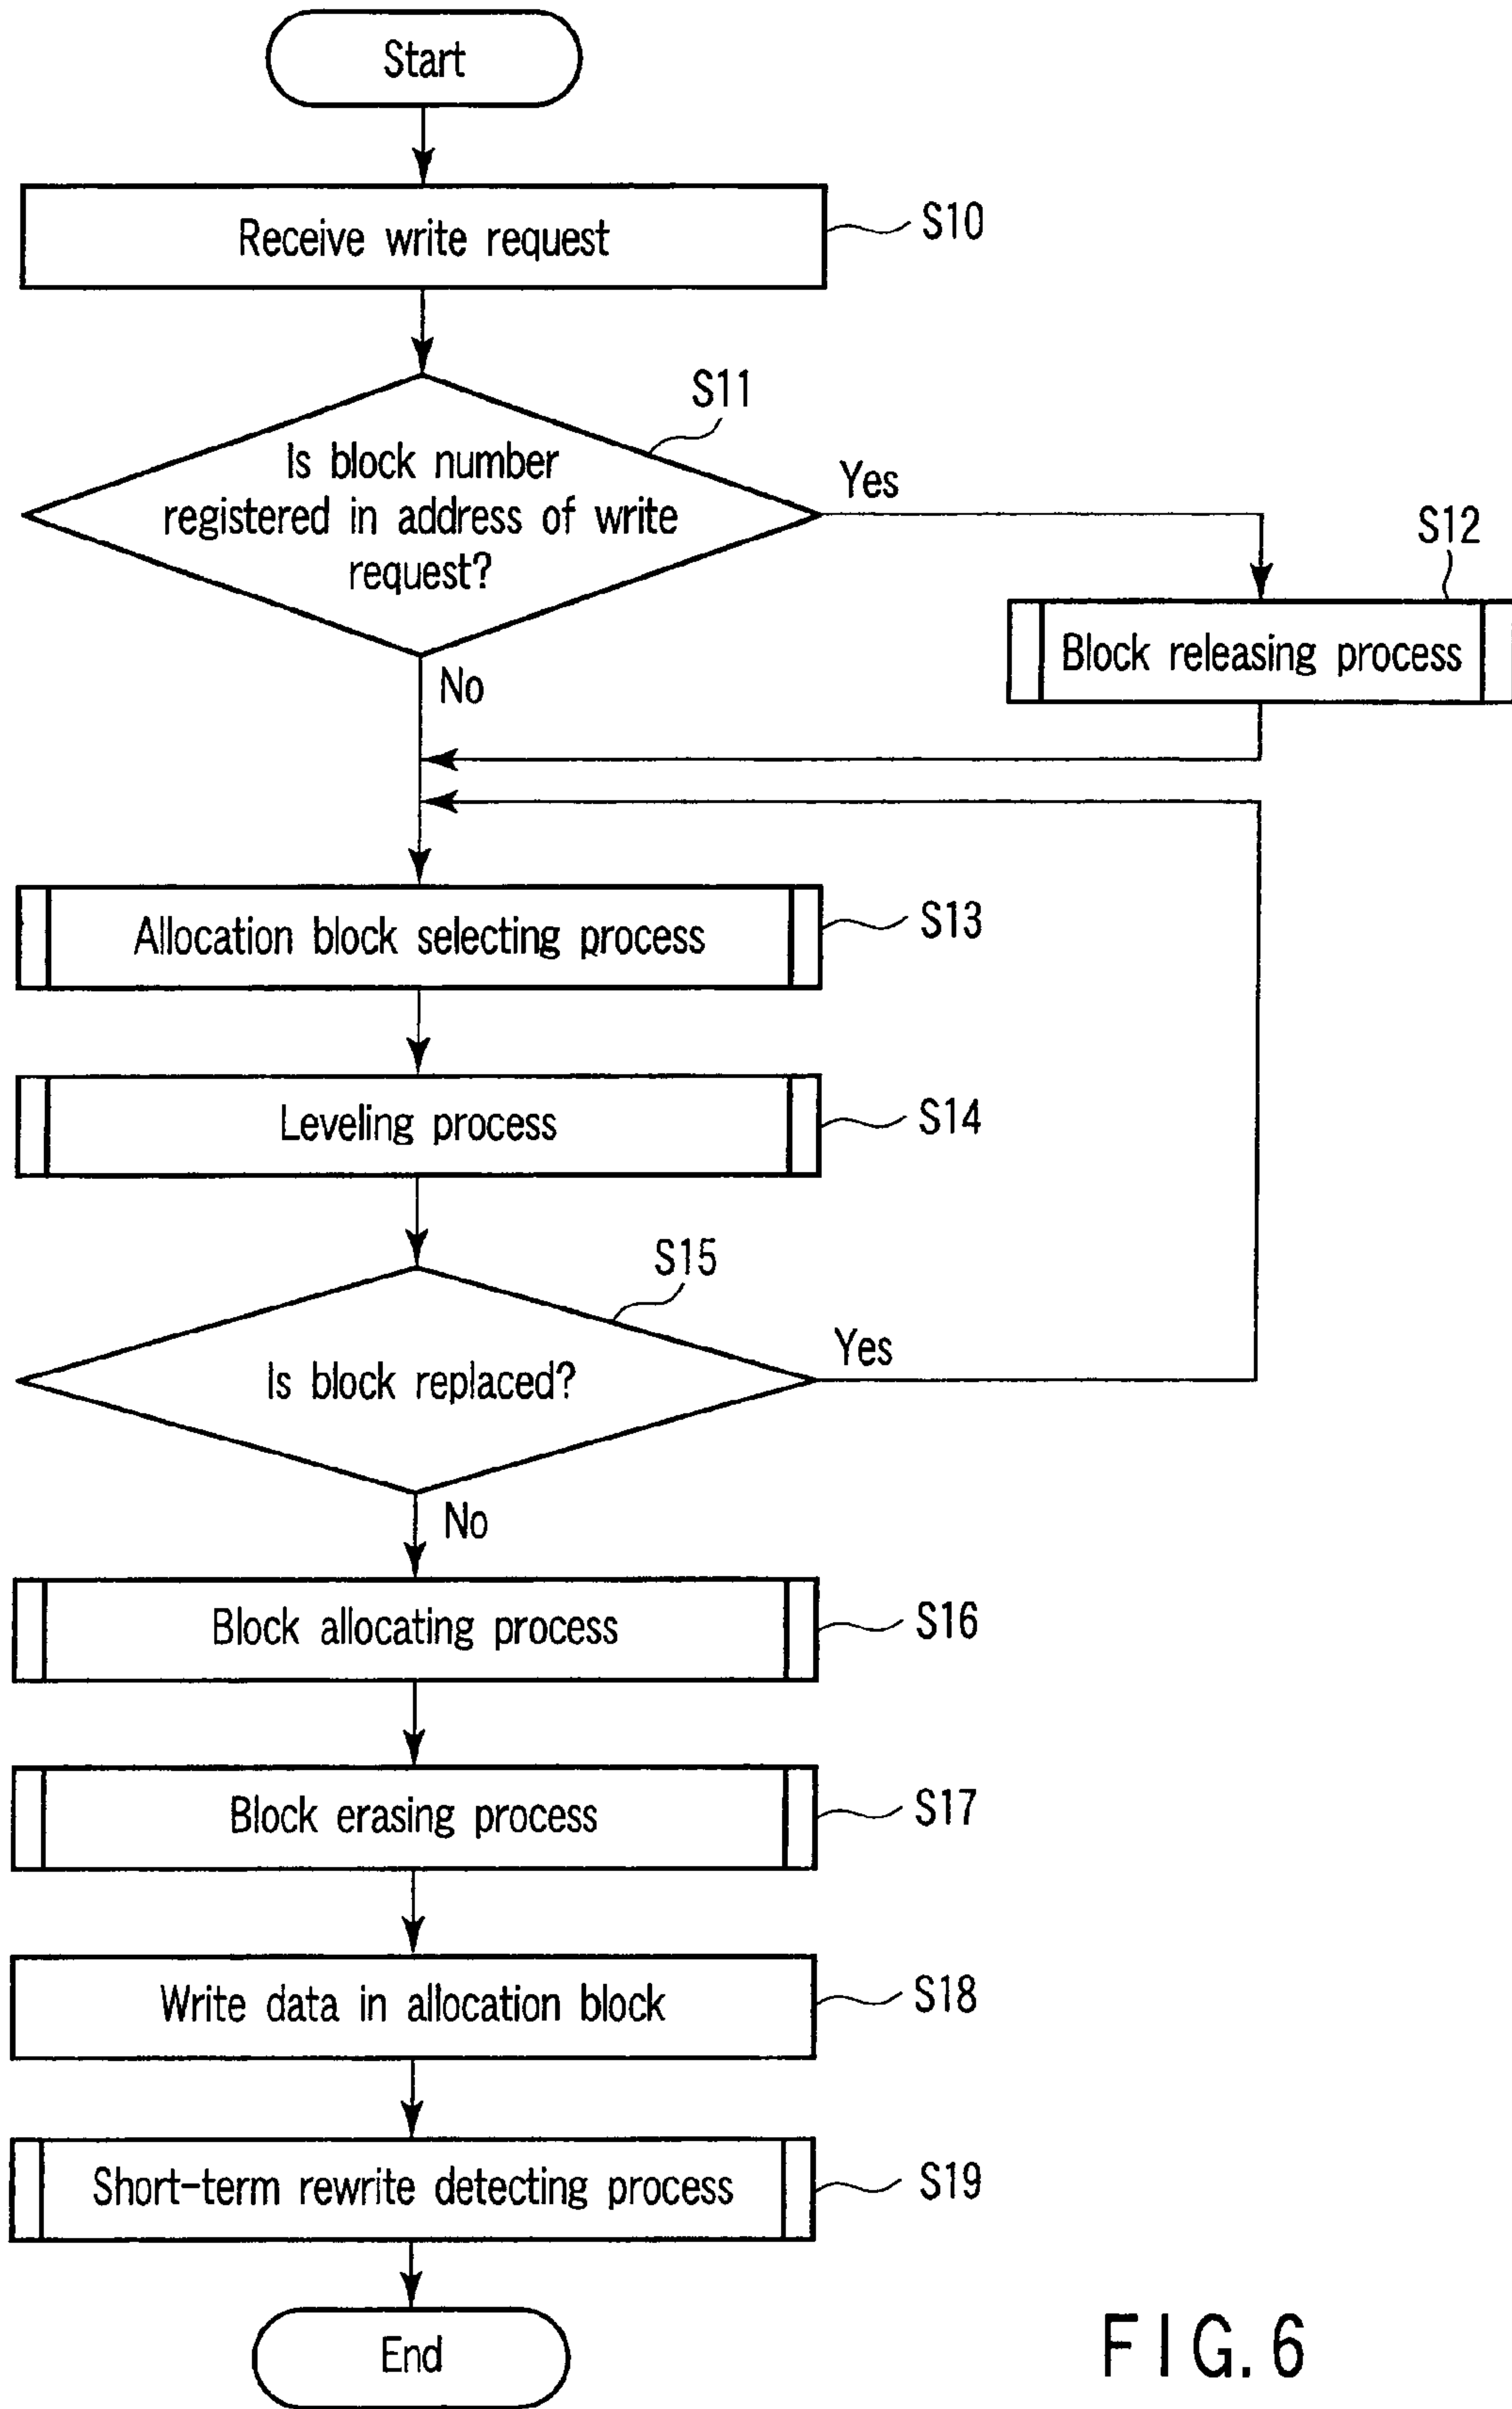 Start
Receive write request
S10
S11
Is block number
registered in address of write
request?
Yes
S12
Block releasing process
No
Allocation block selecting process
S13
Leveling process
S14
S15
Is block replaced?
Yes
No
Block allocating process
S16
Block erasing process
S17
Write data in allocation block
S18
Short-term rewrite detecting process
S19
End
FIG. 6